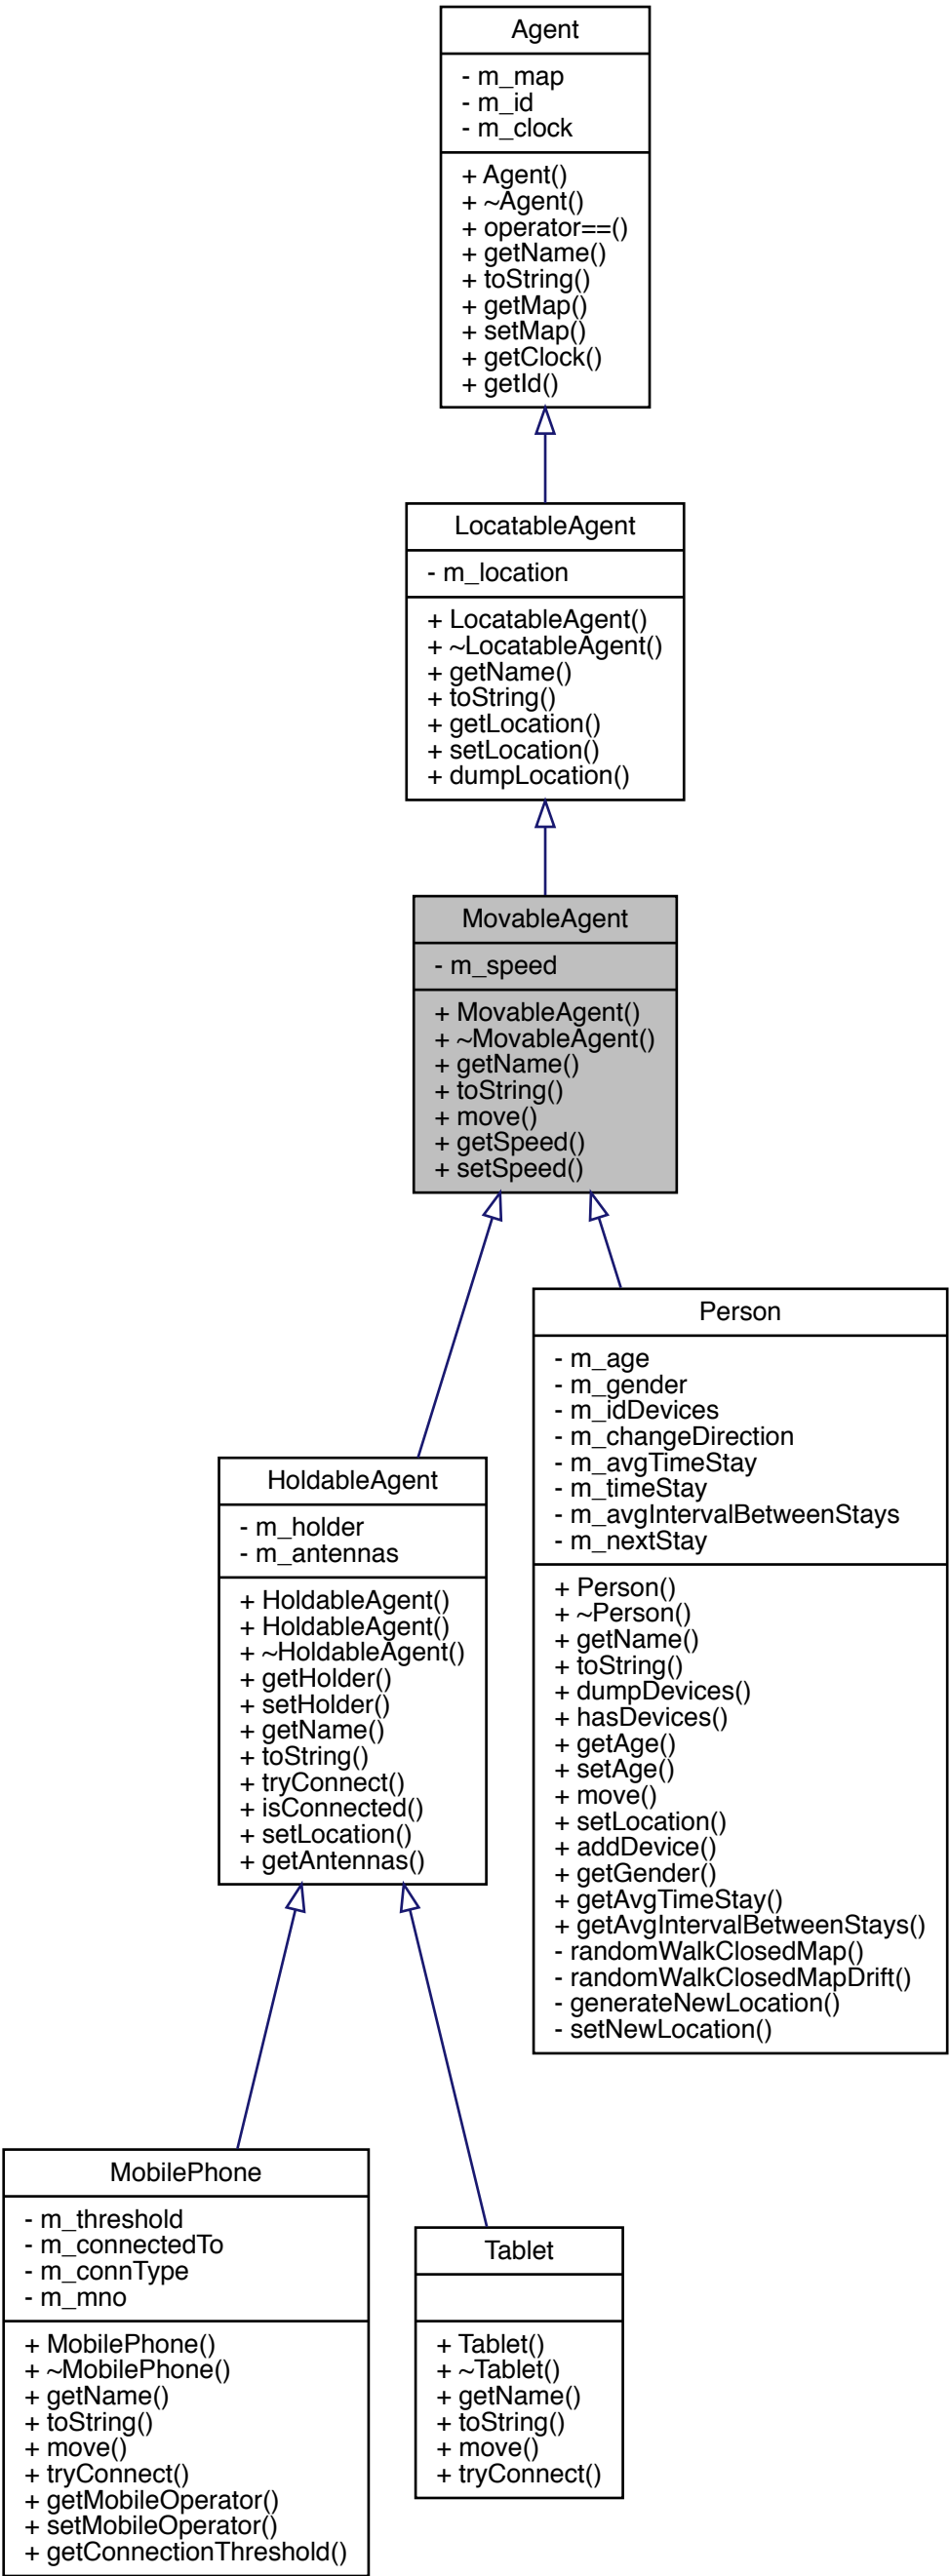 Agent
- m_map
- m_id
- m_clock
+ Agent()
+ ~Agent()
+ operator==()
+ getName()
+ toString()
+ getMap()
+ setMap()
+ getClock()
+ getId()
LocatableAgent
- m_location
+ LocatableAgent()
+ ~LocatableAgent()
+ getName()
+ toString()
+ getLocation()
+ setLocation()
+ dumpLocation()
MovableAgent
- m_speed
+ MovableAgent()
+ ~MovableAgent()
+ getName()
+ toString()
+ move()
+ getSpeed()
+ setSpeed()
Person
- m_age
- m_gender
- m_idDevices
- m_changeDirection
- m_avgTimeStay
- m_timeStay
- m_avgIntervalBetweenStays
- m_nextStay
+ Person()
+ ~Person()
+ getName()
+ toString()
+ dumpDevices()
+ hasDevices()
+ getAge()
+ setAge()
+ move()
+ setLocation()
+ addDevice()
+ getGender()
+ getAvgTimeStay()
+ getAvgIntervalBetweenStays()
- randomWalkClosedMap()
- randomWalkClosedMapDrift()
- generateNewLocation()
- setNewLocation()
HoldableAgent
- m_holder
- m_antennas
+ HoldableAgent()
+ HoldableAgent()
+ ~HoldableAgent()
+ getHolder()
+ setHolder()
+ getName()
+ toString()
+ tryConnect()
+ isConnected()
+ setLocation()
+ getAntennas()
MobilePhone
- m_threshold
- m_connectedTo
- m_connType
- m_mno
+ MobilePhone()
+ ~MobilePhone()
+ getName()
+ toString()
+ move()
+ tryConnect()
+ getMobileOperator()
+ setMobileOperator()
+ getConnectionThreshold()
Tablet
+ Tablet()
+ ~Tablet()
+ getName()
+ toString()
+ move()
+ tryConnect()